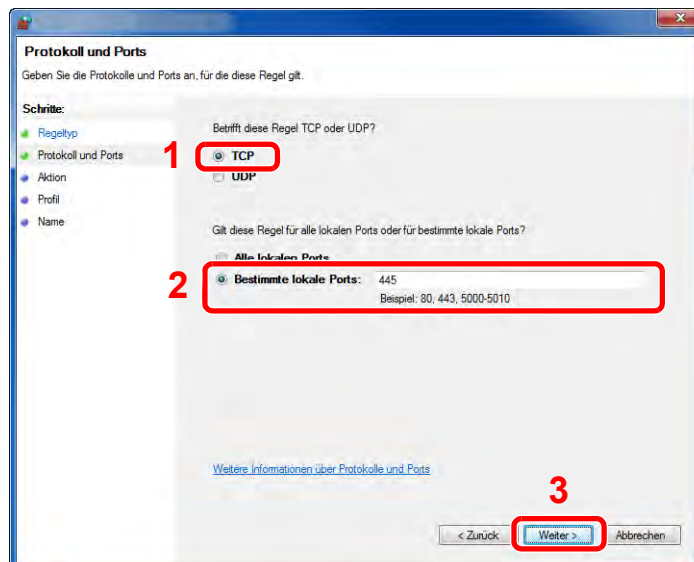 Protokoll und Ports
Geben Sie die Protokolle und Ports an, für die diese Regel gilt.
Schritte:
Regeltyp
Protokoll und Ports
Aktion
Profil
Name
Betrifft diese Regel TCP oder UDP?
1
TCP
UDP
Gilt diese Regel für alle lokalen Ports oder für bestimmte lokale Ports?
Alle lokalen Ports
2
Bestimmte lokale Ports: 445
Beispiel: 80, 443, 5000-5010
Weitere Informationen über Protokolle und Ports
3
< Zurück Weiter > Abbrechen